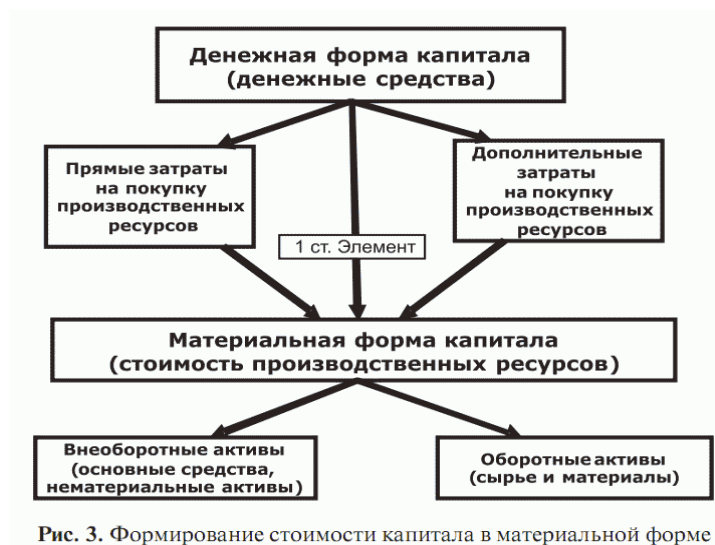 Денежная форма капитала
(денежные средства)
Прямые затраты
на покупку
производственных
ресурсов
Дополнительные
затраты
на покупку
производственных
ресурсов
1 ст. Элемент
Материальная форма капитала
(стоимость производственных ресурсов)
Внеоборотные активы
(основные средства,
нематериальные активы)
Оборотные активы
(сырье и материалы)
Рис. 3. Формирование стоимости капитала в материальной форме